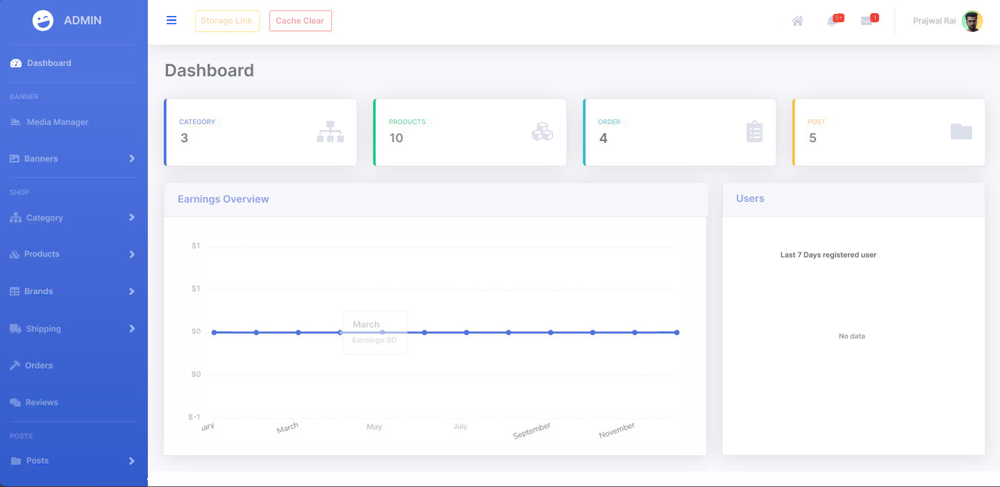 ADMIN
Dashboard
BANNER
Media Manager
Banners
SHOP
Category
Products
Brands
Shipping
Orders
Reviews
POSTS
Posts
Storage Link
Cache Clear
5+
1
Prajwal Rai
Dashboard
CATEGORY
3
PRODUCTS
10
ORDER
4
POST
5
Earnings Overview
$1
$1
$0
$0
$-1
March
Earnings:$0
uary
March
May
July
September
November
Users
Last 7 Days registered user
No data